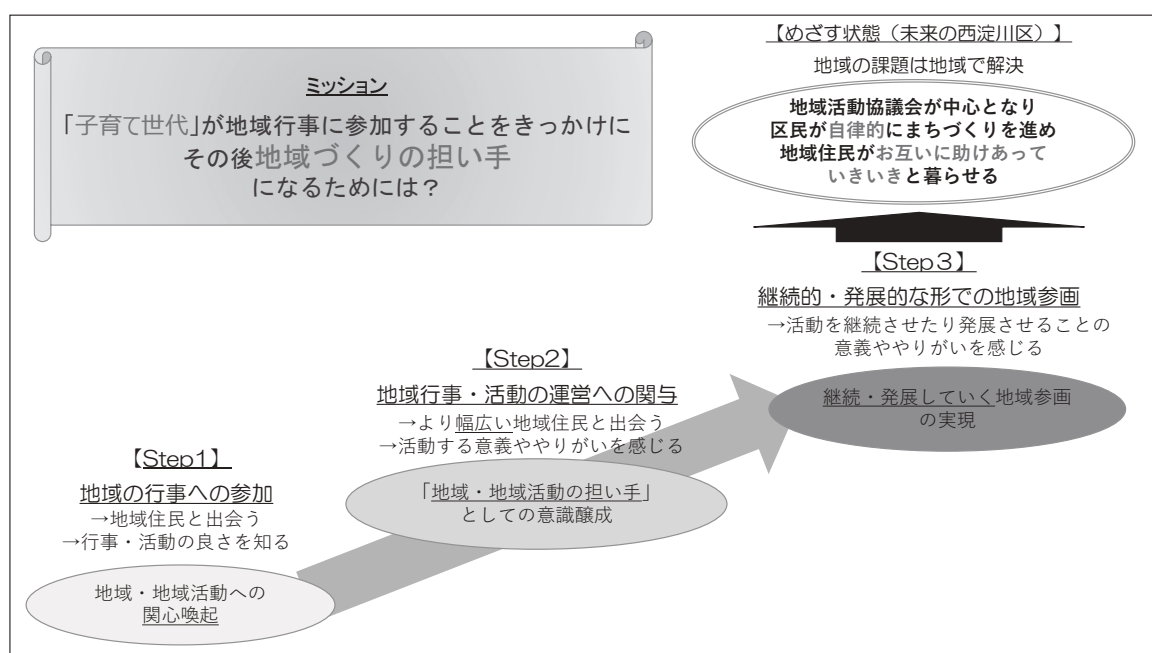 ミッション
「子育て世代」が地域行事に参加することをきっかけに
その後地域づくりの担い手
になるためには？
【めざす状態（未来の西淀川区）】
地域の課題は地域で解決
地域活動協議会が中心となり
区民が自律的にまちづくりを進め
地域住民がお互いに助けあって
いきいきと暮らせる
【Step3】
継続的・発展的な形での地域参画
→活動を継続させたり発展させることの
意義ややりがいを感じる
継続・発展していく地域参画
の実現
【Step2】
地域行事・活動の運営への関与
→より幅広い地域住民と出会う
→活動する意義ややりがいを感じる
「地域・地域活動の担い手」
としての意識醸成
【Step1】
地域の行事への参加
→地域住民と出会う
→行事・活動の良さを知る
地域・地域活動への
関心喚起